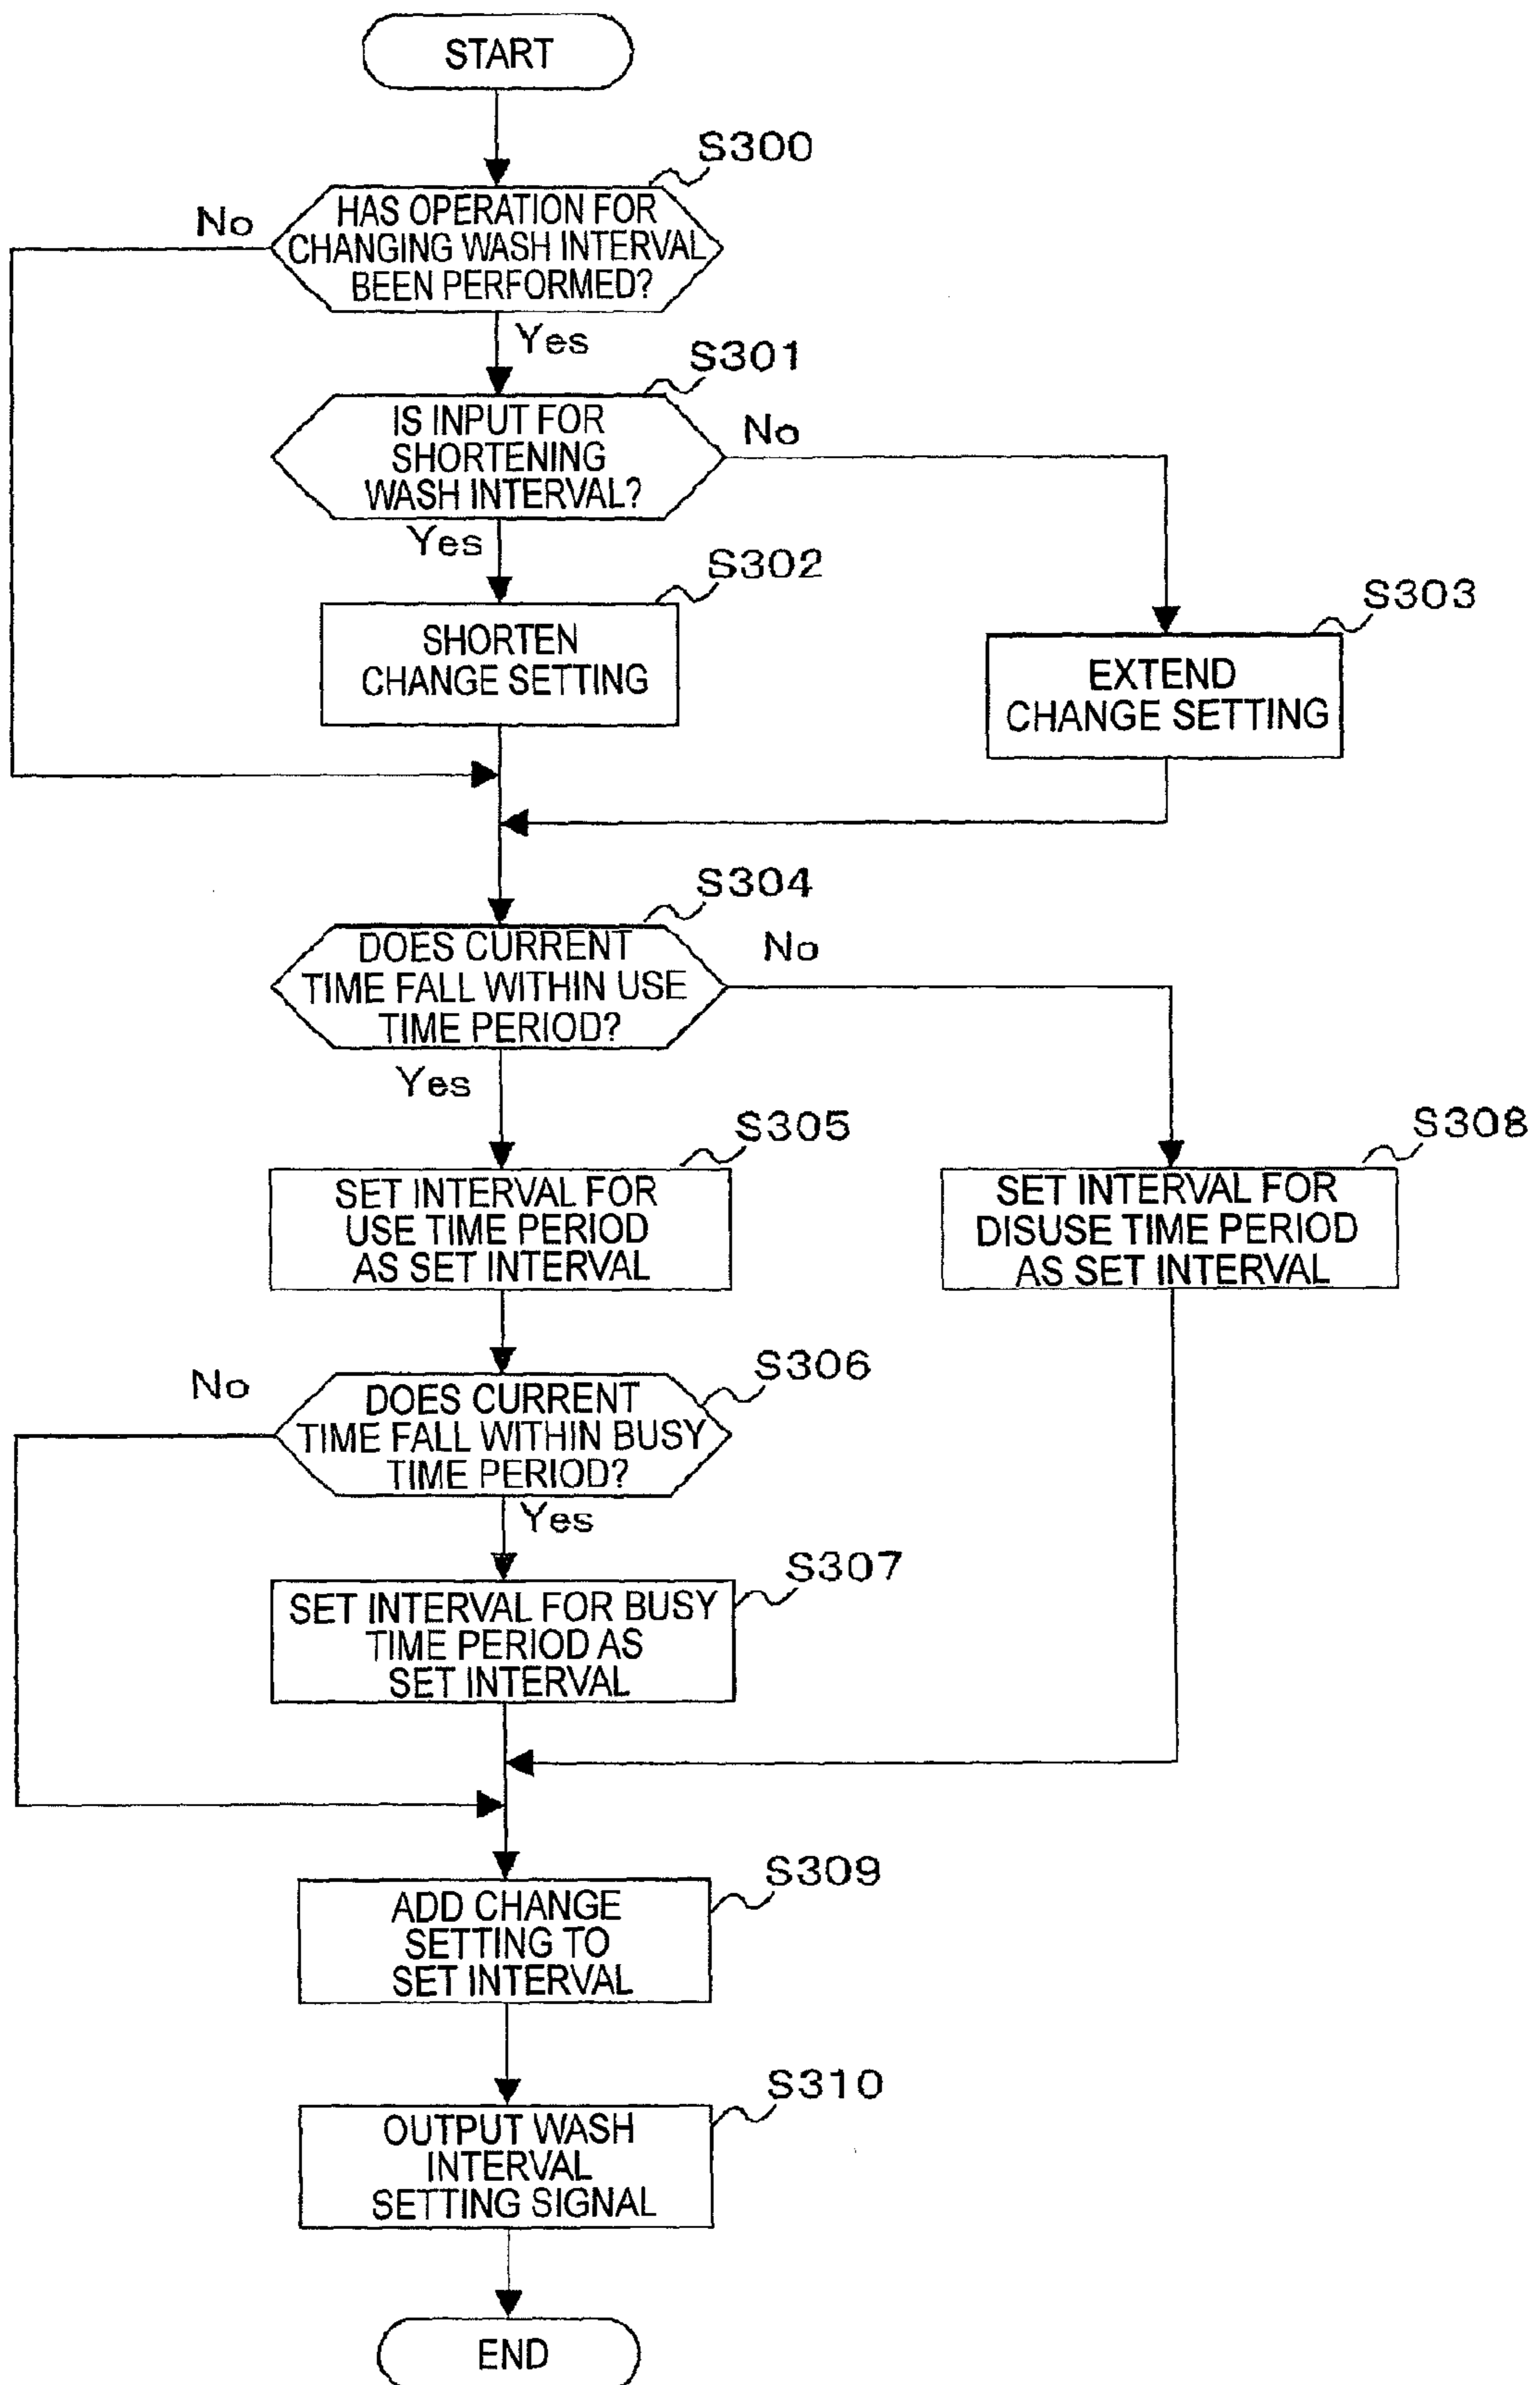 START
S300
No
HAS OPERATION FOR
CHANGING WASH INTERVAL
BEEN PERFORMED?
Yes
S301
IS INPUT FOR
SHORTENING
WASH INTERVAL?
No
Yes
S302
SHORTEN
CHANGE SETTING
S303
EXTEND
CHANGE SETTING
S304
DOES CURRENT
TIME FALL WITHIN USE
TIME PERIOD?
No
Yes
S305
SET INTERVAL FOR
USE TIME PERIOD
AS SET INTERVAL
S308
SET INTERVAL FOR
DISUSE TIME PERIOD
AS SET INTERVAL
S306
No
DOES CURRENT
TIME FALL WITHIN BUSY
TIME PERIOD?
Yes
S307
SET INTERVAL FOR BUSY
TIME PERIOD AS
SET INTERVAL
S309
ADD CHANGE
SETTING TO
SET INTERVAL
S310
OUTPUT WASH
INTERVAL
SETTING SIGNAL
END